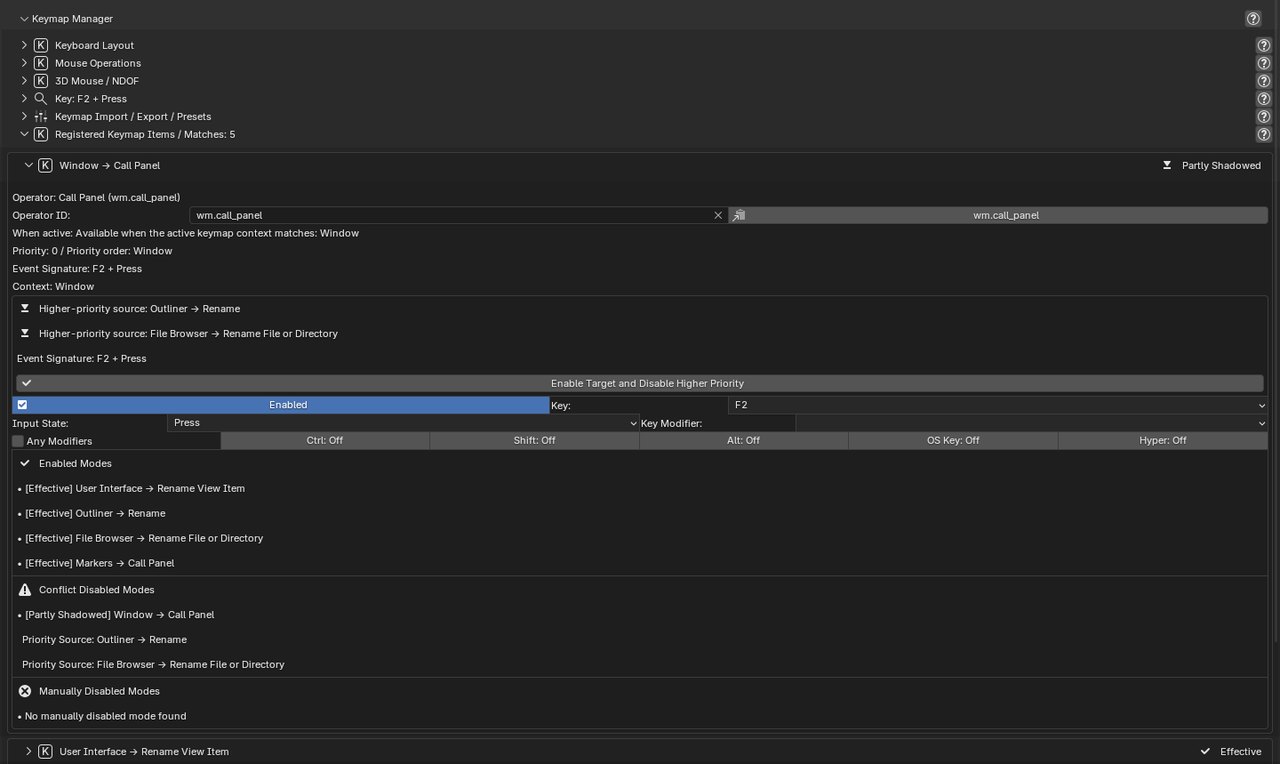 Keymap Manager
Keyboard Layout
Mouse Operations
3D Mouse / NDOF
Key: F2 + Press
Keymap Import / Export / Presets
Registered Keymap Items / Matches: 5
Window → Call Panel Partly Shadowed
Operator: Call Panel (wm.call_panel)
Operator ID: wm.call_panel wm.call_panel
When active: Available when the active keymap context matches: Window
Priority: 0 / Priority order: Window
Event Signature: F2 + Press
Context: Window
Higher-priority source: Outliner → Rename
Higher-priority source: File Browser → Rename File or Directory
Event Signature: F2 + Press
Enable Target and Disable Higher Priority
Enabled Key: F2
Input State: Press Key Modifier:
Any Modifiers Ctrl: Off Shift: Off Alt: Off OS Key: Off Hyper: Off
Enabled Modes
• [Effective] User Interface → Rename View Item
• [Effective] Outliner → Rename
• [Effective] File Browser → Rename File or Directory
• [Effective] Markers → Call Panel
Conflict Disabled Modes
• [Partly Shadowed] Window → Call Panel
Priority Source: Outliner → Rename
Priority Source: File Browser → Rename File or Directory
Manually Disabled Modes
• No manually disabled mode found
User Interface → Rename View Item Effective